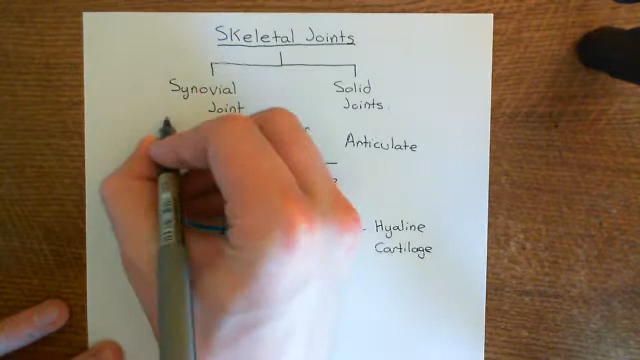 Skeletal Joints
Synovial
Joint
Solid
Joints
Articulate
Hyaline
Cartilage